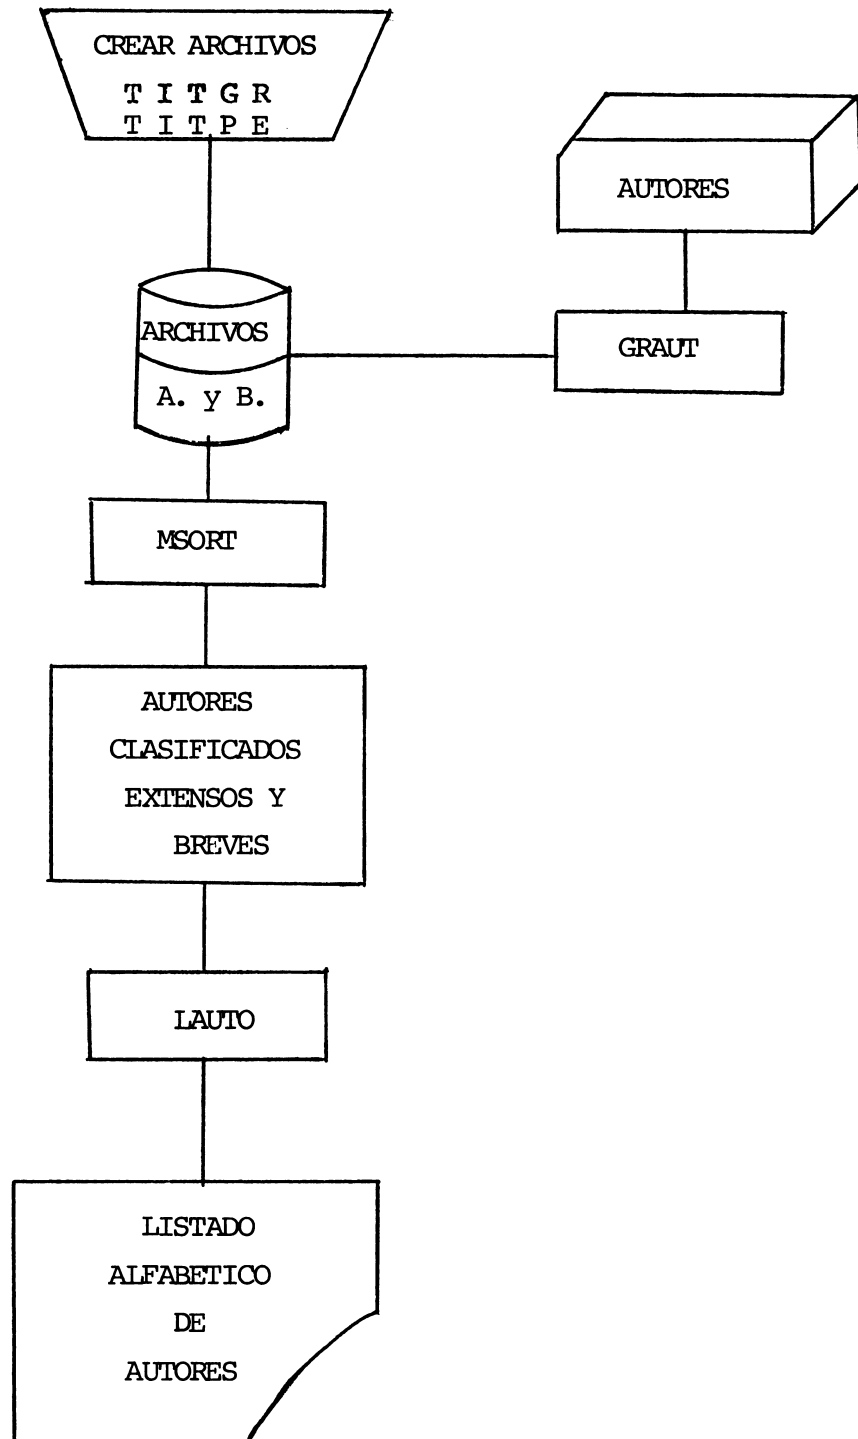 CREAR ARCHIVOS
T I T G R
T I T P E
AUTORES
ARCHIVOS
A. y B.
GRAUT
MSORT
AUTORES
CLASIFICADOS
EXTENSOS Y
BREVES
LAUTO
LISTADO
ALFABETICO
DE
AUTORES